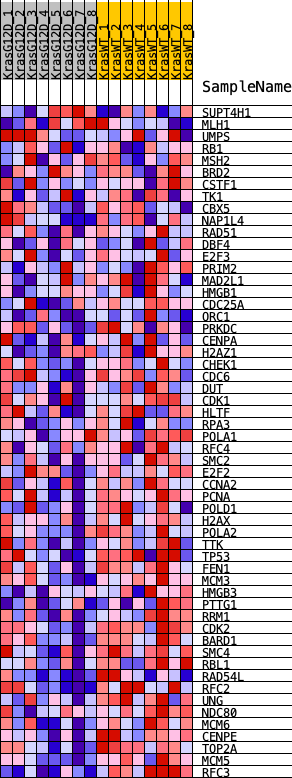 KrasG12D_1
KrasG12D_2
KrasG12D_3
KrasG12D_4
KrasG12D_5
KrasG12D_6
KrasG12D_7
KrasG12D_8
KrasWT_1
KrasWT_2
KrasWT_3
KrasWT_4
KrasWT_5
KrasWT_6
KrasWT_7
KrasWT_8
SampleName
SUPT4H1
MLH1
UMPS
RB1
MSH2
BRD2
CSTF1
TK1
CBX5
NAP1L4
RAD51
DBF4
E2F3
PRIM2
MAD2L1
HMGB1
CDC25A
ORC1
PRKDC
CENPA
H2AZ1
CHEK1
CDC6
DUT
CDK1
HLTF
RPA3
POLA1
RFC4
SMC2
E2F2
CCNA2
PCNA
POLD1
H2AX
POLA2
TTK
TP53
FEN1
MCM3
HMGB3
PTTG1
RRM1
CDK2
BARD1
SMC4
RBL1
RAD54L
RFC2
UNG
NDC80
MCM6
CENPE
TOP2A
MCM5
RFC3